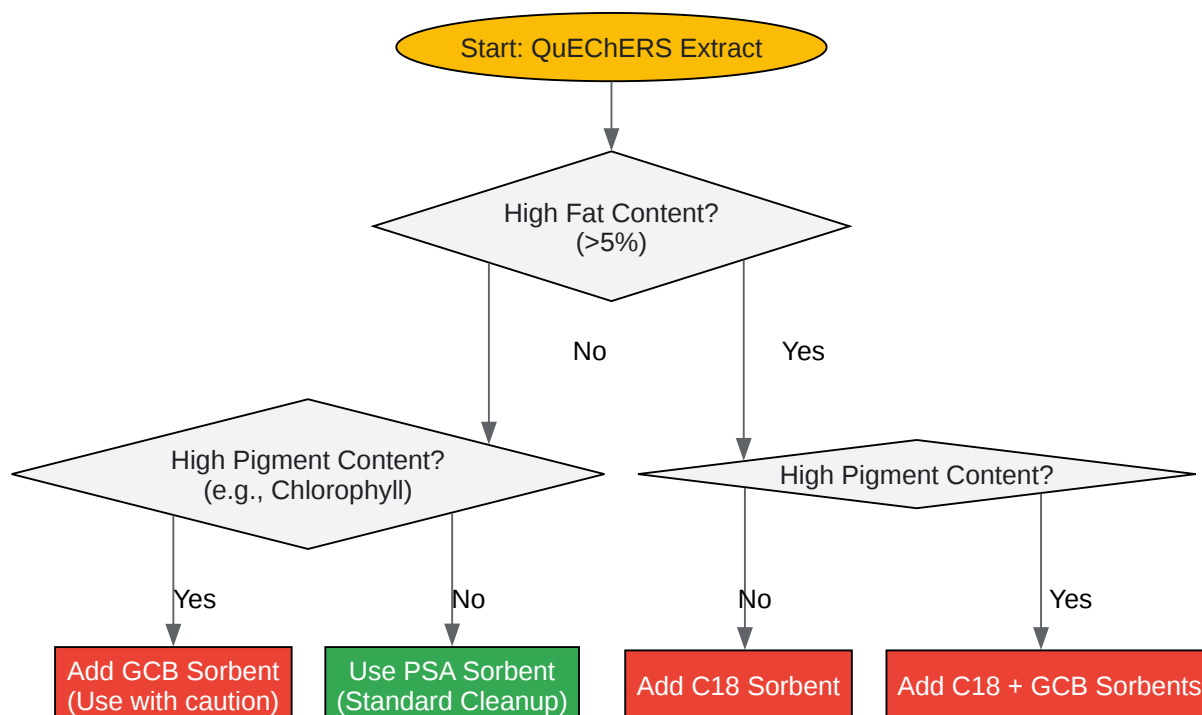 Start: QuEChERS Extract
High Fat Content?
(>5%)
No
Yes
High Pigment Content?
(e.g., Chlorophyll)
High Pigment Content?
Yes
No
No
Yes
Add GCB Sorbent
(Use with caution)
Use PSA Sorbent
(Standard Cleanup)
Add C18 Sorbent
Add C18 + GCB Sorbents